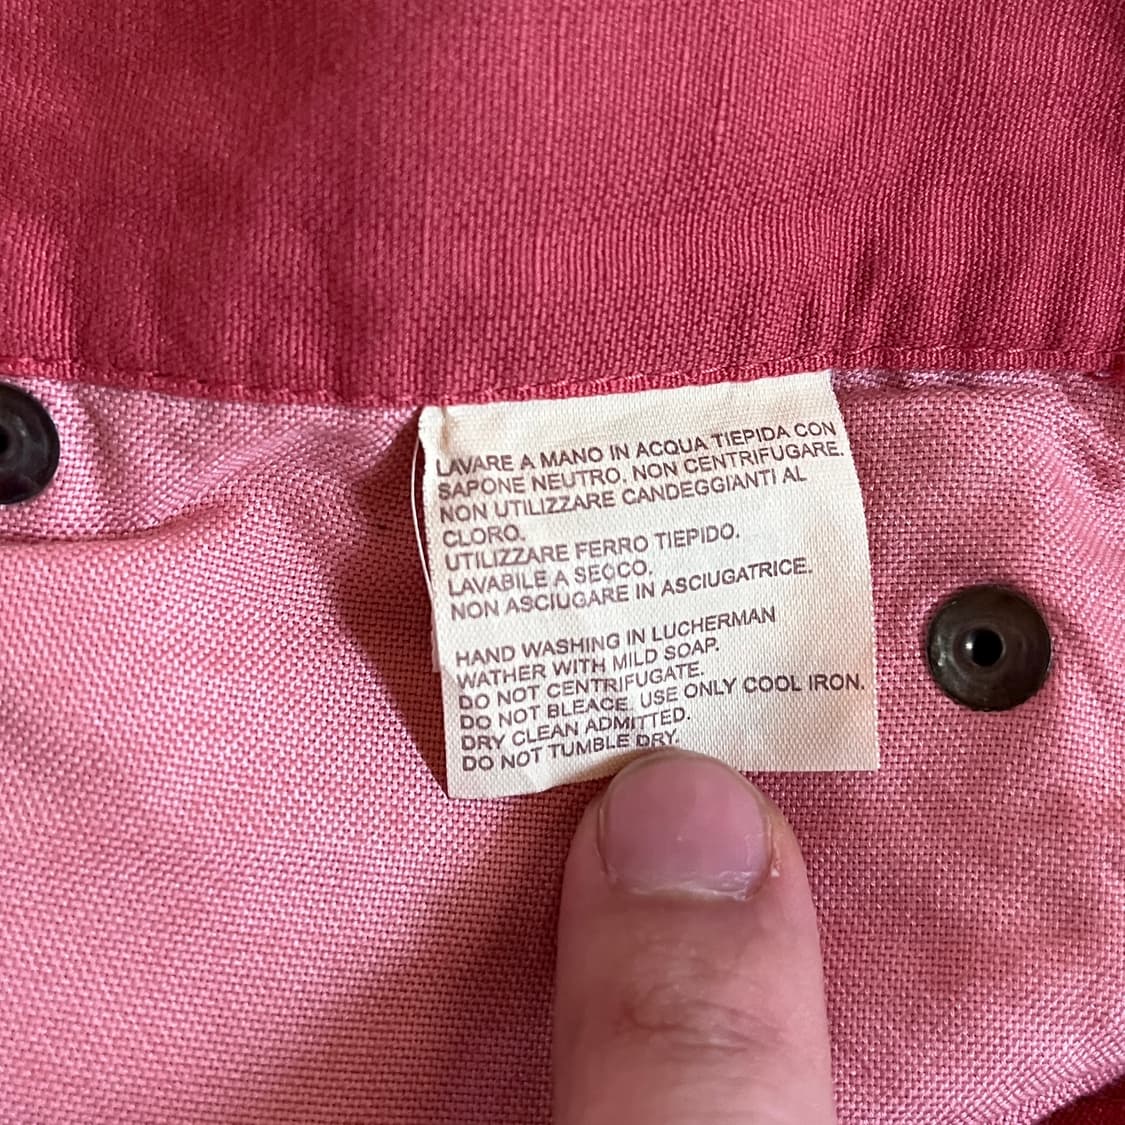 LAVARE A MANO IN ACQUA TIEPIDA CON
SAPONE NEUTRO. NON CENTRIFUGARE.
NON UTILIZZARE CANDEGGIANTI AL
CLORO.
UTILIZZARE FERRO TIEPIDO.
LAVABILE A SECCO.
NON ASCIUGARE IN ASCIUGATRICE.
HAND WASHING IN LUCHERMAN
WATHER WITH MILD SOAP.
DO NOT CENTRIFUGATE.
DO NOT BLEACE. USE ONLY COOL IRON.
DRY CLEAN ADMITTED.
DO NOT TUMBLE DRY.